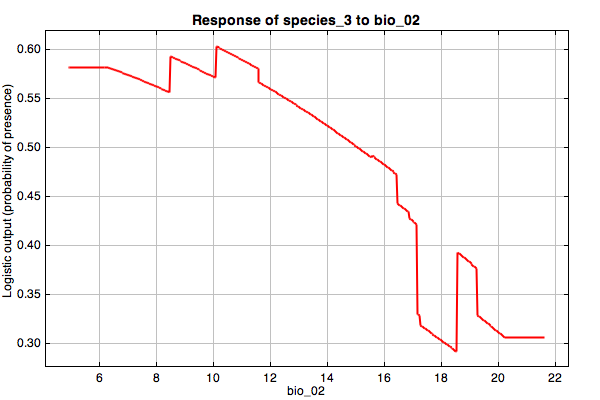 Response of species_3 to bio_02
Logistic output (probability of presence)
0.60
0.55
0.50
0.45
0.40
0.35
0.30
6 8 10 12 14 16 18 20 22
bio_02